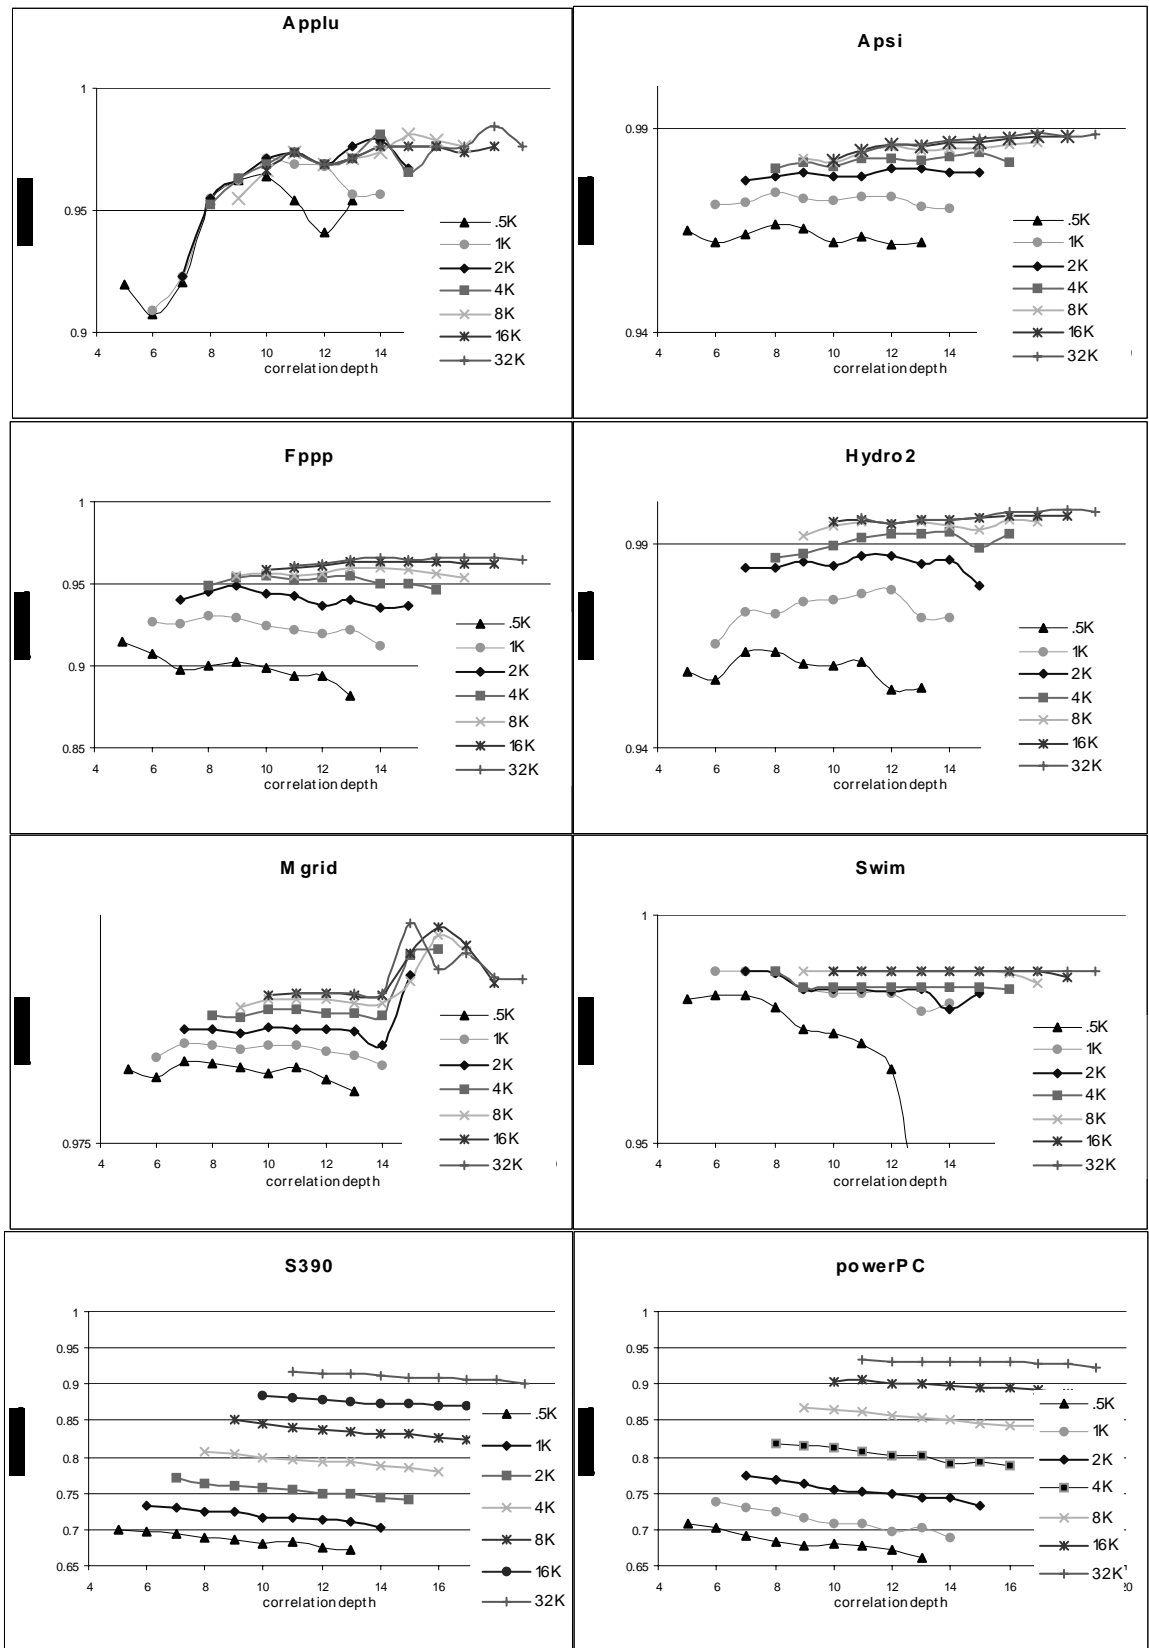 Applu
1
0.95
0.9
4 6 8 10 12 14
correlation depth
.5K
1K
2K
4K
8K
16K
32K
Apsi
0.99
0.94
4 6 8 10 12 14
correlation depth
.5K
1K
2K
4K
8K
16K
32K
Fppp
1
0.95
0.9
0.85
4 6 8 10 12 14
correlation depth
.5K
1K
2K
4K
8K
16K
32K
Hydro2
0.99
0.94
4 6 8 10 12 14
correlation depth
.5K
1K
2K
4K
8K
16K
32K
Mgrid
0.975
4 6 8 10 12 14
correlation depth
.5K
1K
2K
4K
8K
16K
32K
Swim
1
0.95
4 6 8 10 12 14
correlation depth
.5K
1K
2K
4K
8K
16K
32K
S390
1
0.95
0.9
0.85
0.8
0.75
0.7
0.65
4 6 8 10 12 14 16
correlation depth
.5K
1K
2K
4K
8K
16K
32K
powerPC
1
0.95
0.9
0.85
0.8
0.75
0.7
0.65
4 6 8 10 12 14 16 20
correlation depth
.5K
1K
2K
4K
8K
16K
32K